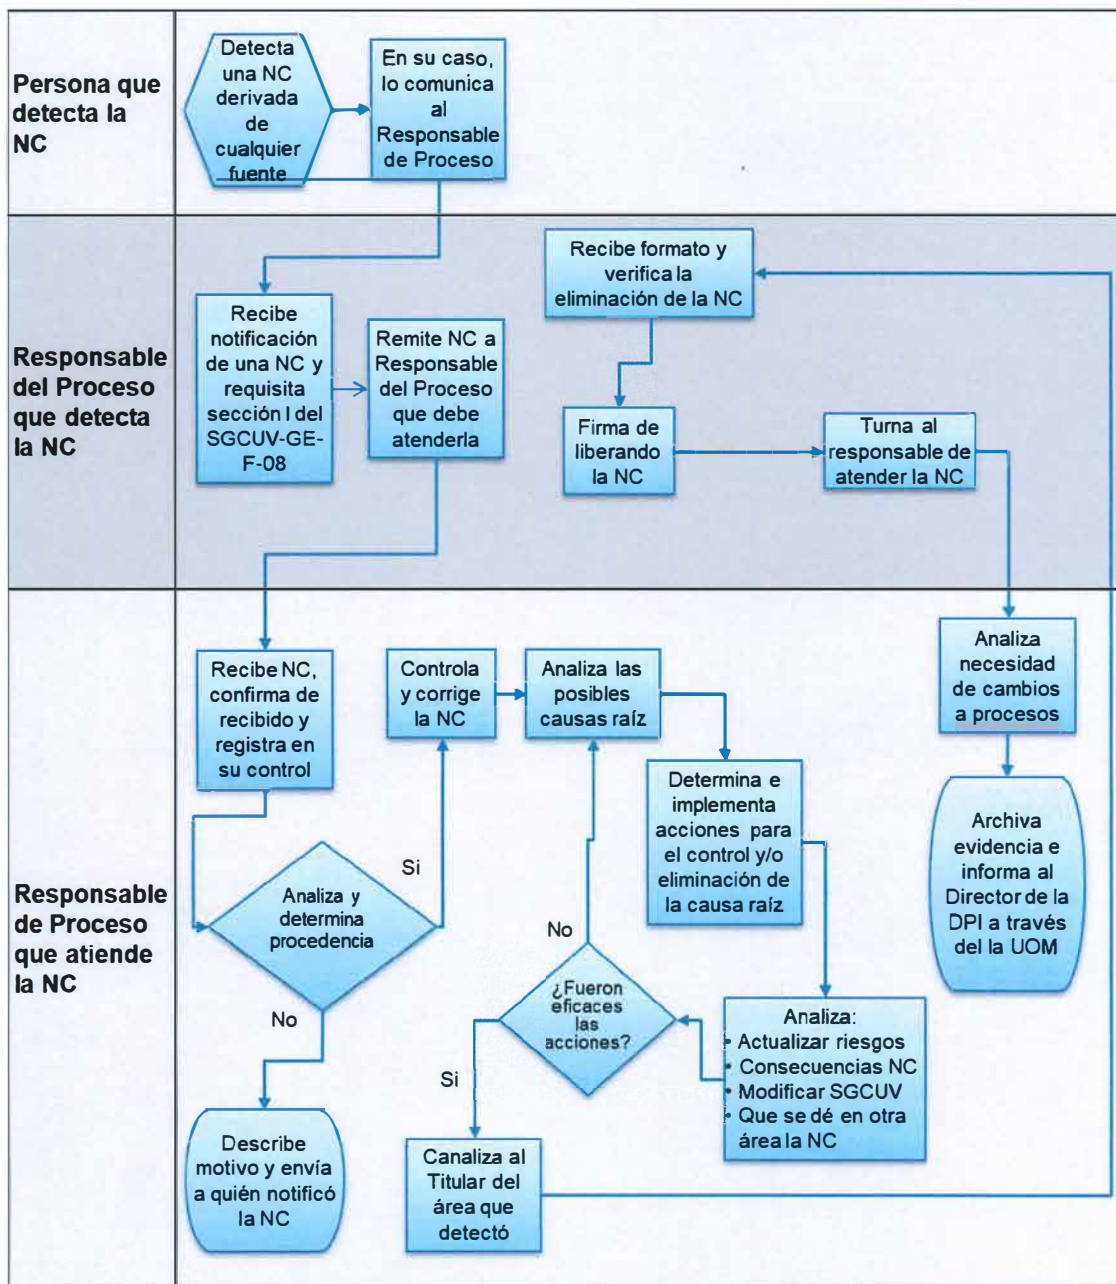 Persona que
detecta la
NC
Detecta
una NC
derivada
de
cualquier
fuente
En su caso,
lo comunica
al
Responsable
de Proceso
Responsable
del Proceso
que detecta
la NC
Recibe
notificación
de una NC y
requisita
sección I del
SGCUV-GE-
F-08
Remite NC a
Responsable
del Proceso
que debe
atenderla
Recibe formato y
verifica la
eliminación de la NC
Firma de
liberando
la NC
Turna al
responsable de
atender la NC
Responsable
de Proceso
que atiende
la NC
Recibe NC,
confirma de
recibido y
registra en
su control
Analiza y
determina
procedencia
Si
No
Describe
motivo y envía
a quién notificó
la NC
Controla
y corrige
la NC
Analiza las
posibles
causas raíz
Determina e
implementa
acciones para
el control y/o
eliminación de
la causa raíz
Analiza:
• Actualizar riesgos
• Consecuencias NC
• Modificar SGCUV
• Que se dé en otra
área la NC
¿Fueron
eficaces
las
acciones?
No
Si
Canaliza al
Titular del
área que
detectó
Analiza
necesidad
de cambios
a procesos
Archiva
evidencia e
informa al
Director de la
DPI a través
del la UOM